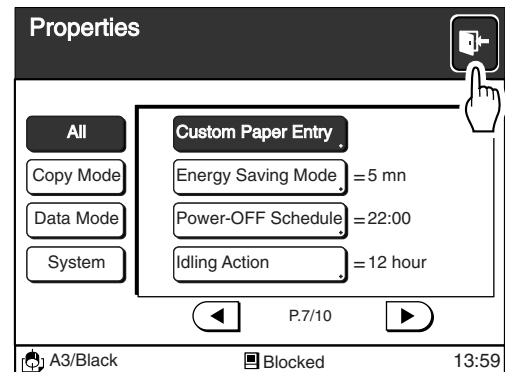 Properties
All
Custom Paper Entry
Copy Mode
Energy Saving Mode =5 mn
Data Mode
Power-OFF Schedule =22:00
System
Idling Action =12 hour
P.7/10
A3/Black
Blocked
13:59